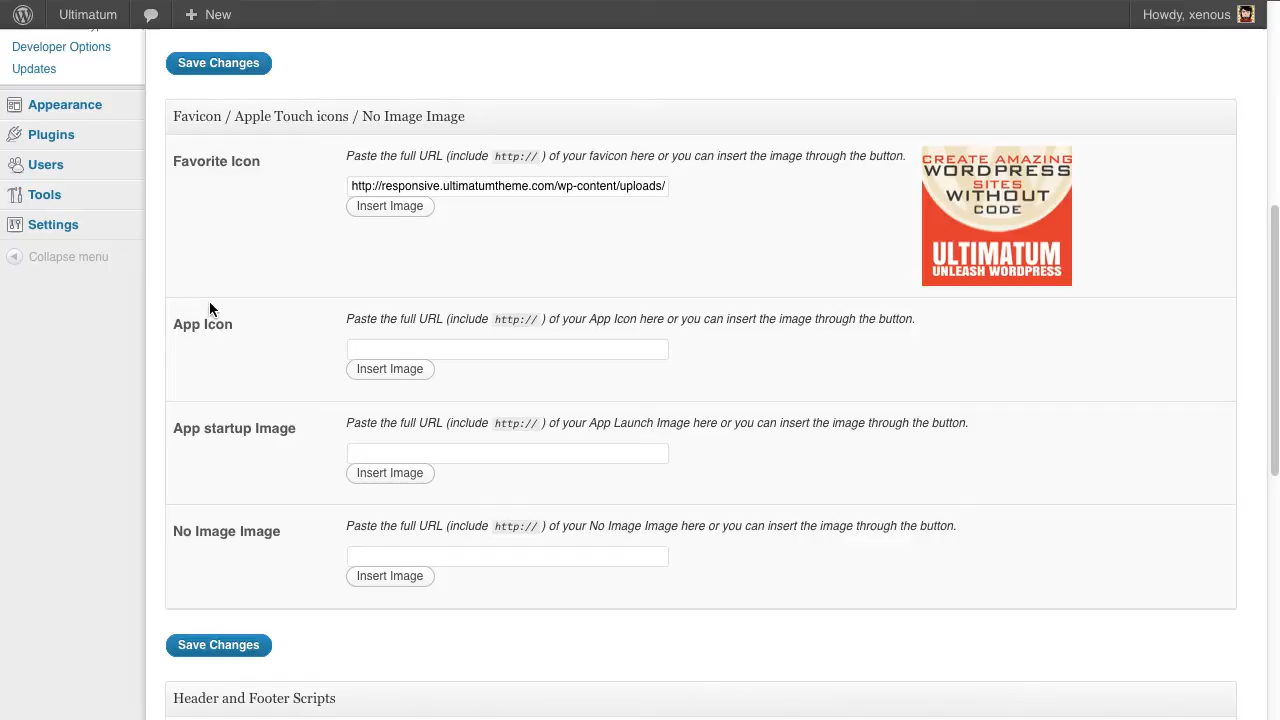 Ultimatum
New
Howdy, xenous
Developer Options
Updates
Appearance
Plugins
Users
Tools
Settings
Collapse menu
Save Changes
Favicon / Apple Touch icons / No Image Image
Favorite Icon
Paste the full URL (include http:// ) of your favicon here or you can insert the image through the button.
http://responsive.ultimatumtheme.com/wp-content/uploads/
Insert Image
CREATE AMAZING
WORDPRESS
SITES
WITHOUT
CODE
ULTIMATUM
UNLEASH WORDPRESS
App Icon
Paste the full URL (include http:// ) of your App Icon here or you can insert the image through the button.
Insert Image
App startup Image
Paste the full URL (include http:// ) of your App Launch Image here or you can insert the image through the button.
Insert Image
No Image Image
Paste the full URL (include http:// ) of your No Image Image here or you can insert the image through the button.
Insert Image
Save Changes
Header and Footer Scripts